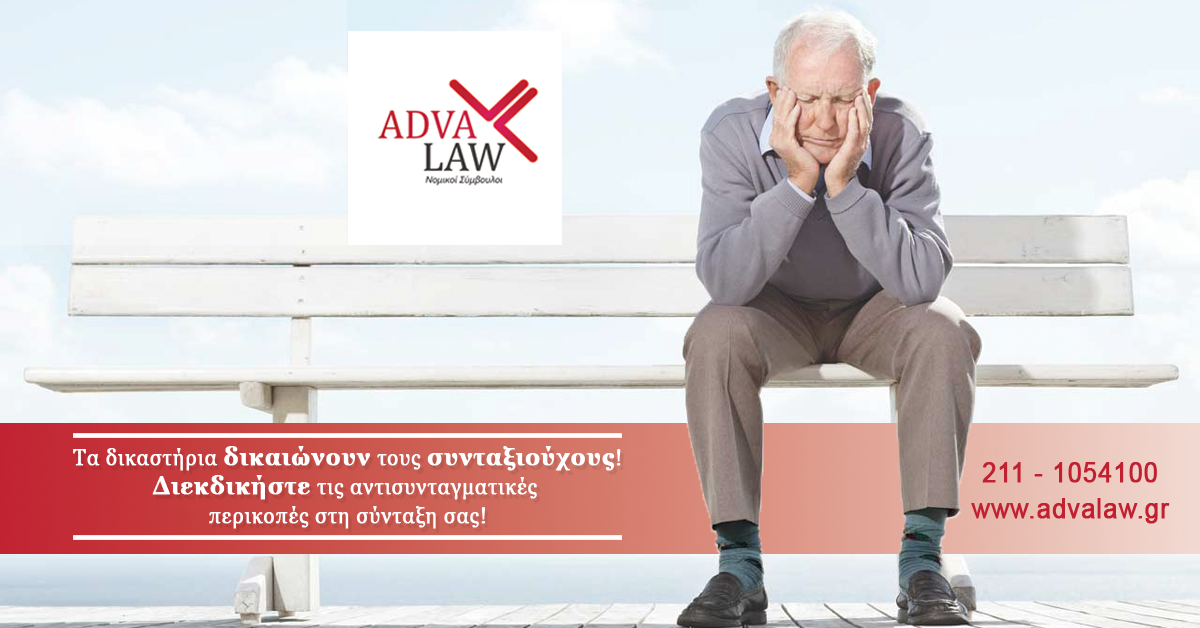 ADVA
LAW
Νομικοί Σύμβουλοι
Τα δικαστήρια δικαιώνουν τους συνταξιούχους!
Διεκδικήστε τις αντισυνταγματικές
περικοπές στη σύνταξη σας!
211 - 1054100
www.advalaw.gr